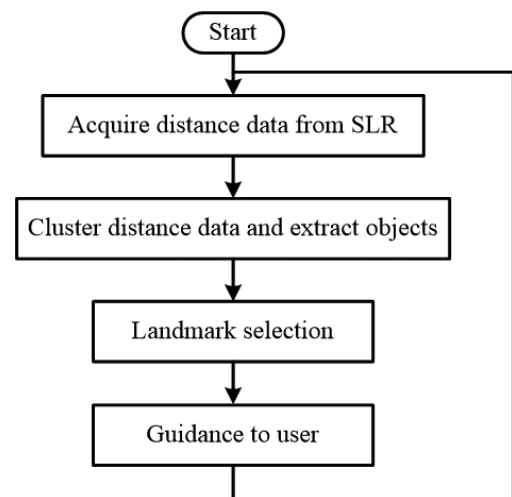 Start
Acquire distance data from SLR
Cluster distance data and extract objects
Landmark selection
Guidance to user